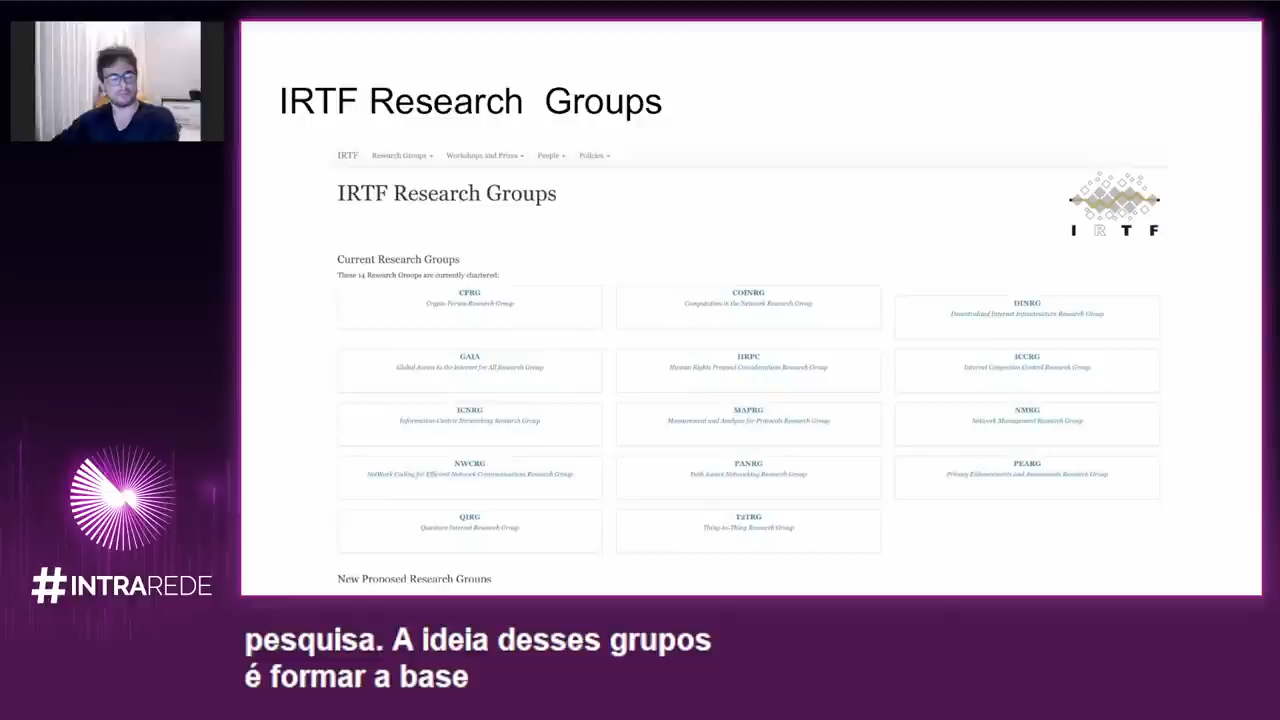 IRTF Research Groups
IRTF Research Groups Workshops and Prizes People Policies
IRTF Research Groups
I R T F
Current Research Groups
These 14 Research Groups are currently chartered:
CFRG
Crypto Forum Research Group
COINRG
Computation in the Network Research Group
DINRG
Decentralized Internet Infrastructure Research Group
GAIA
Global Access to the Internet for All Research Group
HRPC
Human Rights Protocol Considerations Research Group
ICCRG
Internet Congestion Control Research Group
ICNRG
Information-Centric Networking Research Group
MAPRG
Measurement and Analysis for Protocols Research Group
NMRG
Network Management Research Group
NWCRG
NetWork Coding for Efficient Network Communications Research Group
PANRG
Path Aware Networking Research Group
PEARG
Privacy Enhancements and Assessments Research Group
QIRG
Quantum Internet Research Group
T2TRG
Thing-to-Thing Research Group
New Proposed Research Groups
#INTRAREDE
pesquisa. A ideia desses grupos
é formar a base